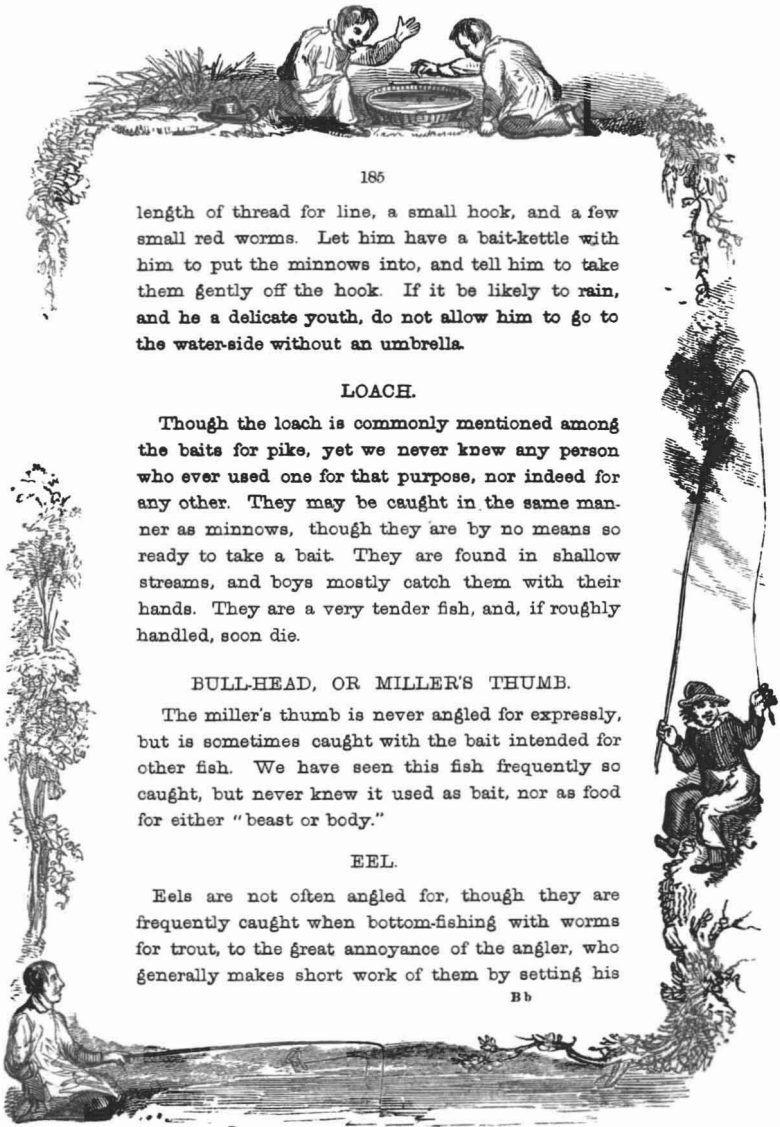 185
length of thread for line, a small hook, and a few
small red worms. Let him have a bait-kettle with
him to put the minnows into, and tell him to take
them gently off the hook. If it be likely to rain,
and he a delicate youth, do not allow him to go to
the water-side without an umbrella.
LOACH.
Though the loach is commonly mentioned among
the baits for pike, yet we never knew any person
who ever used one for that purpose, nor indeed for
any other. They may be caught in the same man-
ner as minnows, though they are by no means so
ready to take a bait. They are found in shallow
streams, and boys mostly catch them with their
hands. They are a very tender fish, and, if roughly
handled, soon die.
BULL-HEAD, OR MILLER'S THUMB.
The miller's thumb is never angled for expressly,
but is sometimes caught with the bait intended for
other fish. We have seen this fish frequently so
caught, but never knew it used as bait, nor as food
for either "beast or body."
EEL.
Eels are not often angled for, though they are
frequently caught when bottom-fishing with worms
for trout, to the great annoyance of the angler, who
generally makes short work of them by setting his
B b